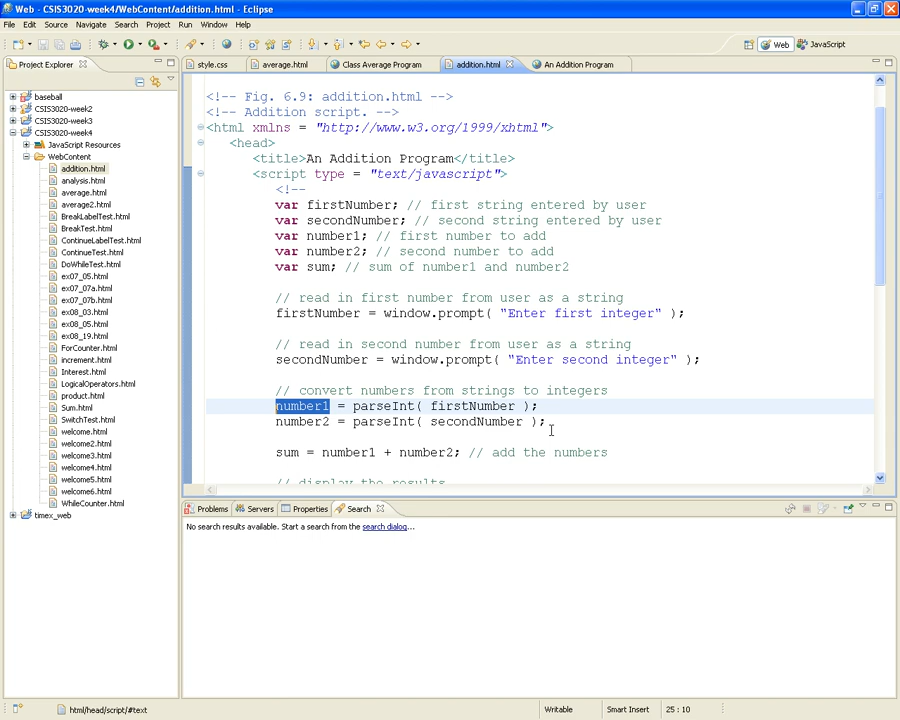 Web - CSIS3020-week4/WebContent/addition.html - Eclipse
File Edit Source Navigate Search Project Run Window Help
Web JavaScript
Project Explorer
style.css average.html Class Average Program addition.html An Addition Program
baseball
CSIS3020-week2
CSIS3020-week3
CSIS3020-week4
JavaScript Resources
WebContent
addition.html
analysis.html
average.html
average2.html
BreakLabelTest.html
BreakTest.html
ContinueLabelTest.html
ContinueTest.html
DoWhileTest.html
ex07_05.html
ex07_07a.html
ex07_07b.html
ex08_03.html
ex08_05.html
ex08_19.html
ForCounter.html
increment.html
Interest.html
LogicalOperators.html
product.html
Sum.html
SwitchTest.html
welcome.html
welcome2.html
welcome3.html
welcome4.html
welcome5.html
welcome6.html
WhileCounter.html
timex_web
<!-- Fig. 6.9: addition.html -->
<!-- Addition script. -->
<html xmlns = "http://www.w3.org/1999/xhtml">
<head>
<title>An Addition Program</title>
<script type = "text/javascript">
<!--
var firstNumber; // first string entered by user
var secondNumber; // second string entered by user
var number1; // first number to add
var number2; // second number to add
var sum; // sum of number1 and number2
// read in first number from user as a string
firstNumber = window.prompt( "Enter first integer" );
// read in second number from user as a string
secondNumber = window.prompt( "Enter second integer" );
// convert numbers from strings to integers
number1 = parseInt( firstNumber );
number2 = parseInt( secondNumber );
sum = number1 + number2; // add the numbers
// display the results
Problems Servers Properties Search
No search results available. Start a search from the search dialog...
html/head/script/#text Writable Smart Insert 25 : 10